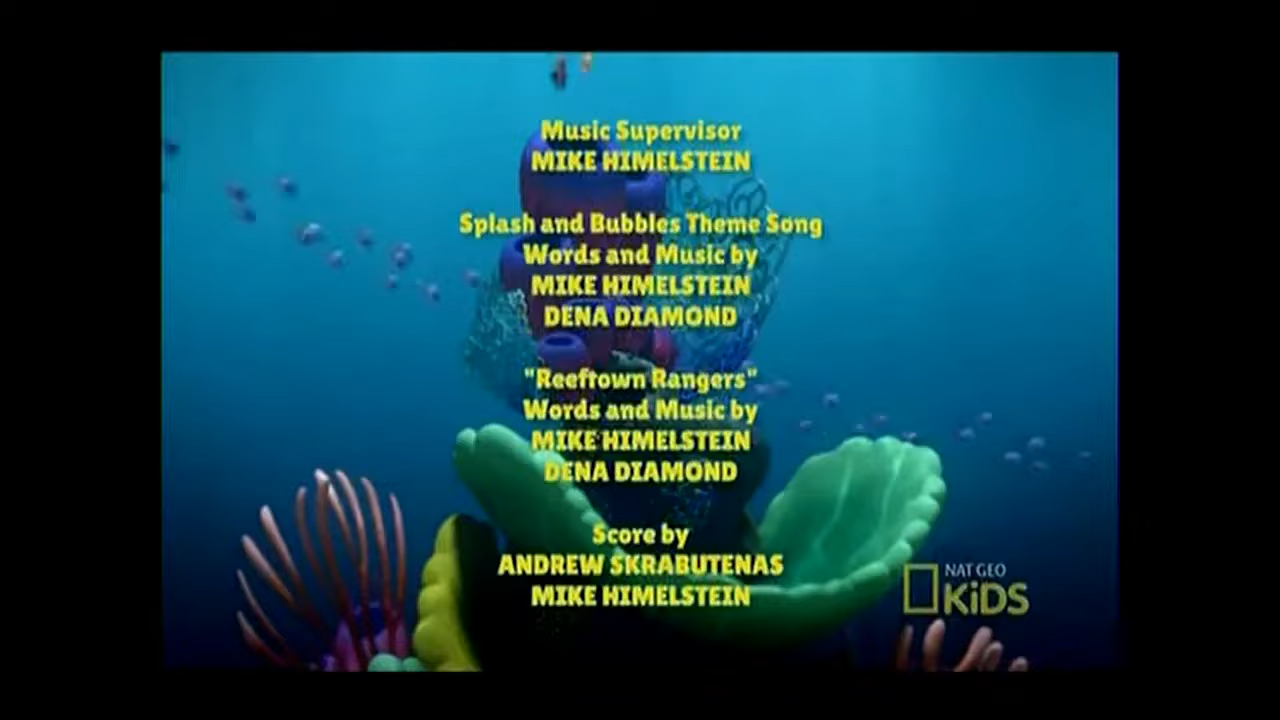 Music Supervisor
MIKE HIMELSTEIN
Splash and Bubbles Theme Song
Words and Music by
MIKE HIMELSTEIN
DENA DIAMOND
"Reeftown Rangers"
Words and Music by
MIKE HIMELSTEIN
DENA DIAMOND
Score by
ANDREW SKRABUTENAS
MIKE HIMELSTEIN
NAT GEO
KiDS